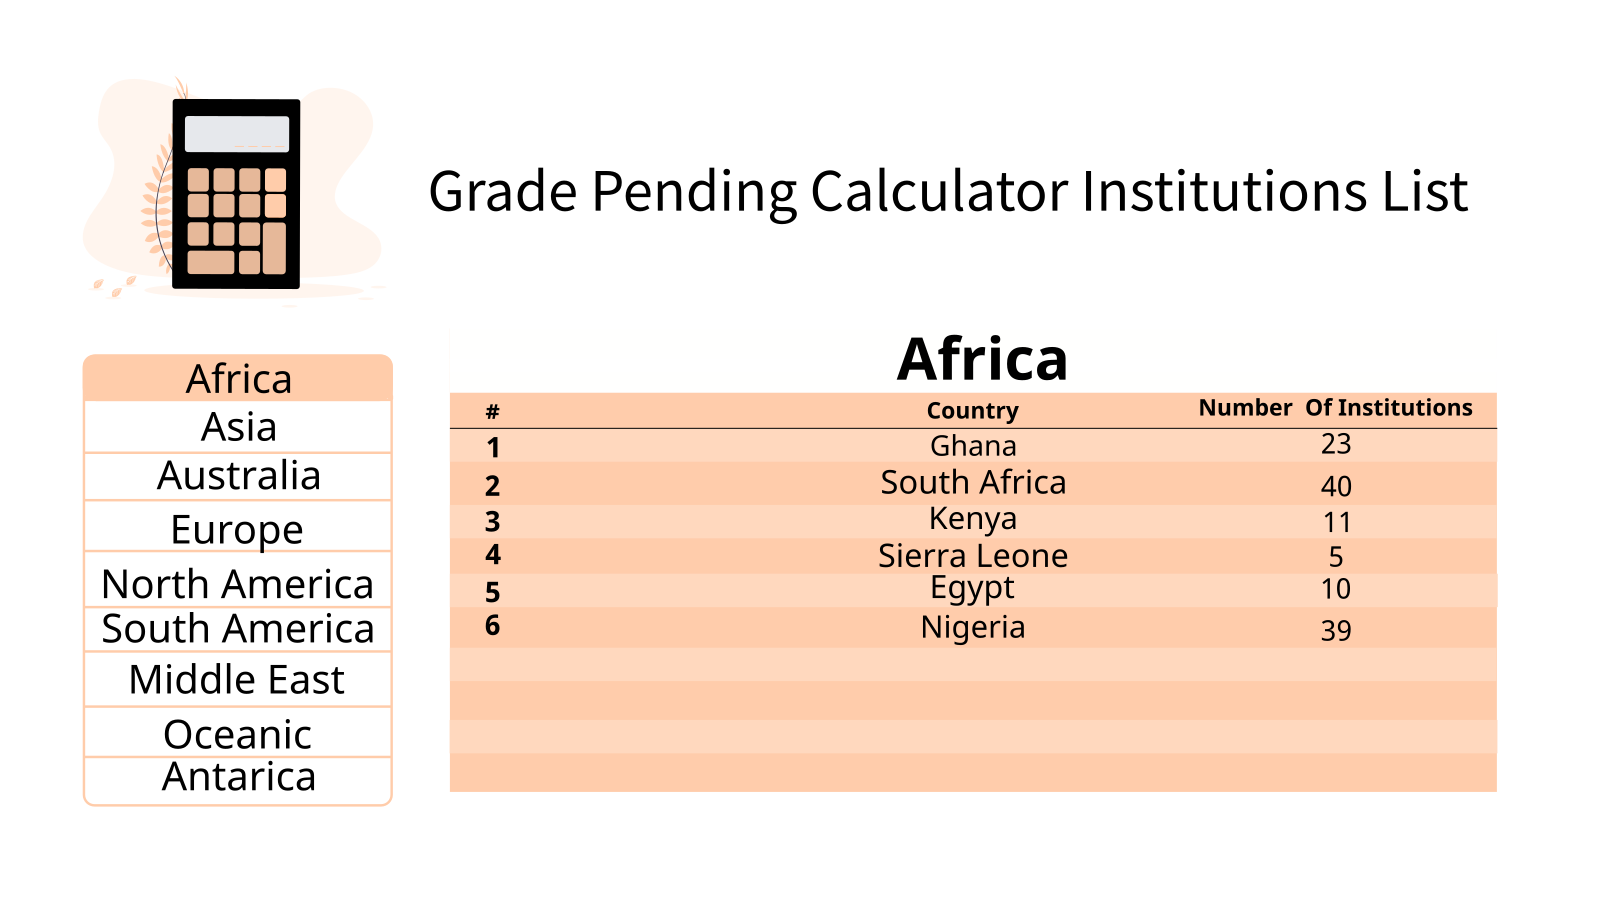 Grade Pending Calculator Institutions List
Africa
Asia
Australia
Europe
North America
South America
Middle East
Oceanic
Antarica
Africa
# Country Number Of Institutions
1 Ghana 23
2 South Africa 40
3 Kenya 11
4 Sierra Leone 5
5 Egypt 10
6 Nigeria 39